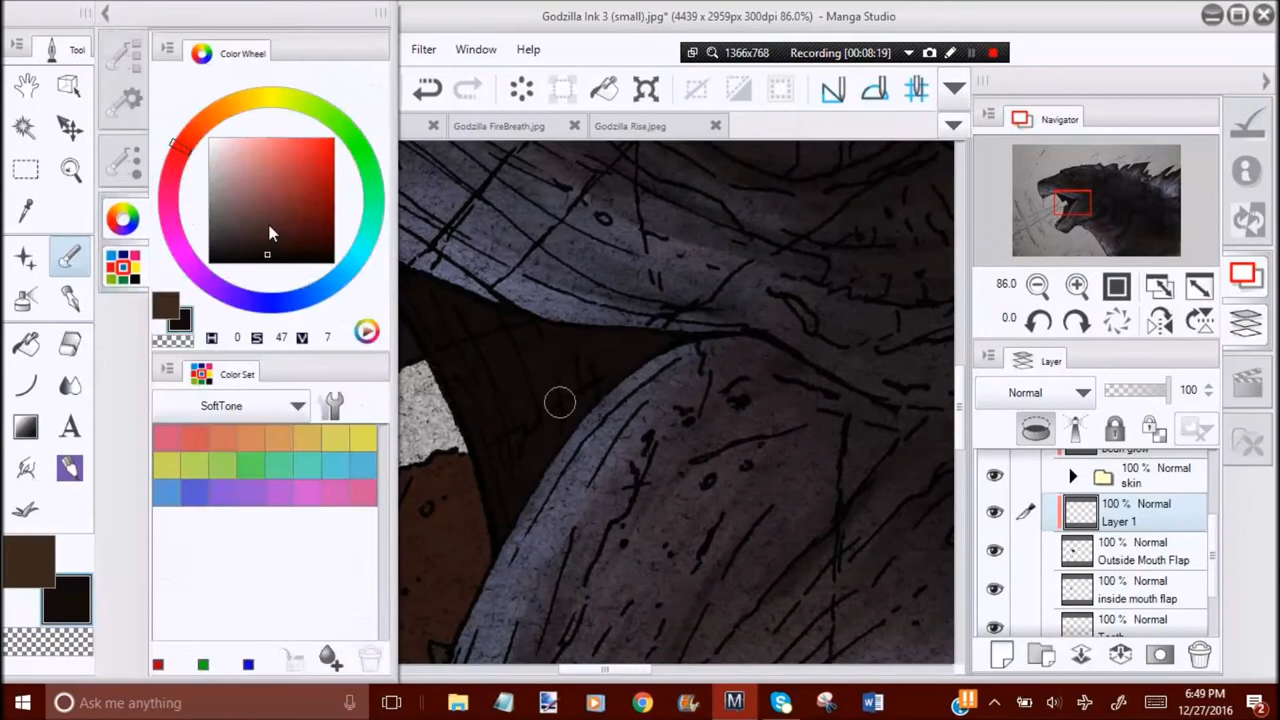 Godzilla Ink 3 (small).jpg* (4439 x 2959px 300dpi 86.0%) - Manga Studio
Tool
Color Wheel
Filter Window Help
1366x768 Recording [00:08:19]
Godzilla FireBreath.jpg Godzilla Rise.jpeg
Navigator
86.0
0.0
H 0 S 47 V 7
Layer
Color Set
Normal 100
SoftTone
100 % Normal
skin
100 % Normal
Layer 1
100 % Normal
Outside Mouth Flap
100 % Normal
inside mouth flap
100 % Normal
Ask me anything
6:49 PM
12/27/2016
2